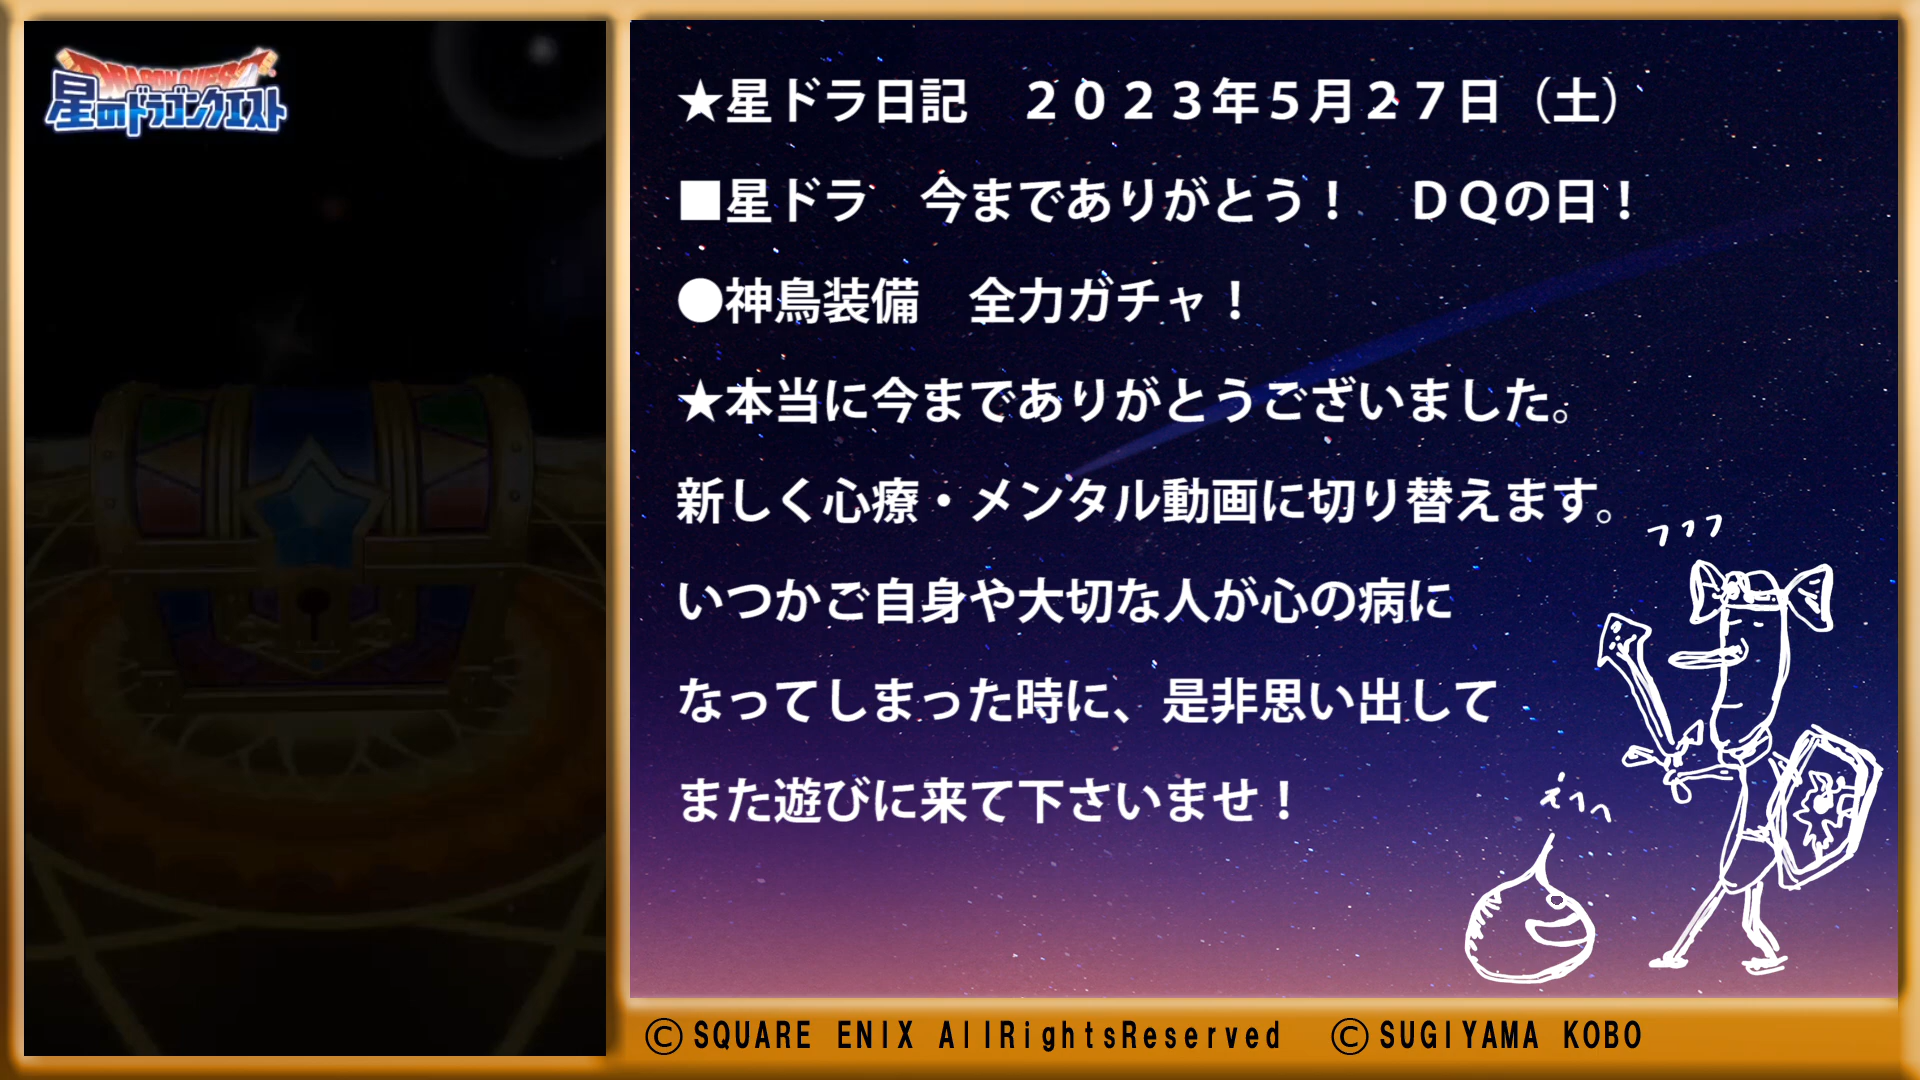 DRAGON QUEST
星のドラゴンクエスト
★星ドラ日記　２０２３年５月２７日（土）
■星ドラ　今までありがとう！　ＤＱの日！
●神鳥装備　全力ガチャ！
★本当に今までありがとうございました。
新しく心療・メンタル動画に切り替えます。
いつかご自身や大切な人が心の病に
なってしまった時に、是非思い出して
また遊びに来て下さいませ！
フフフ
©SQUARE ENIX AllRightsReserved　©SUGIYAMA KOBO